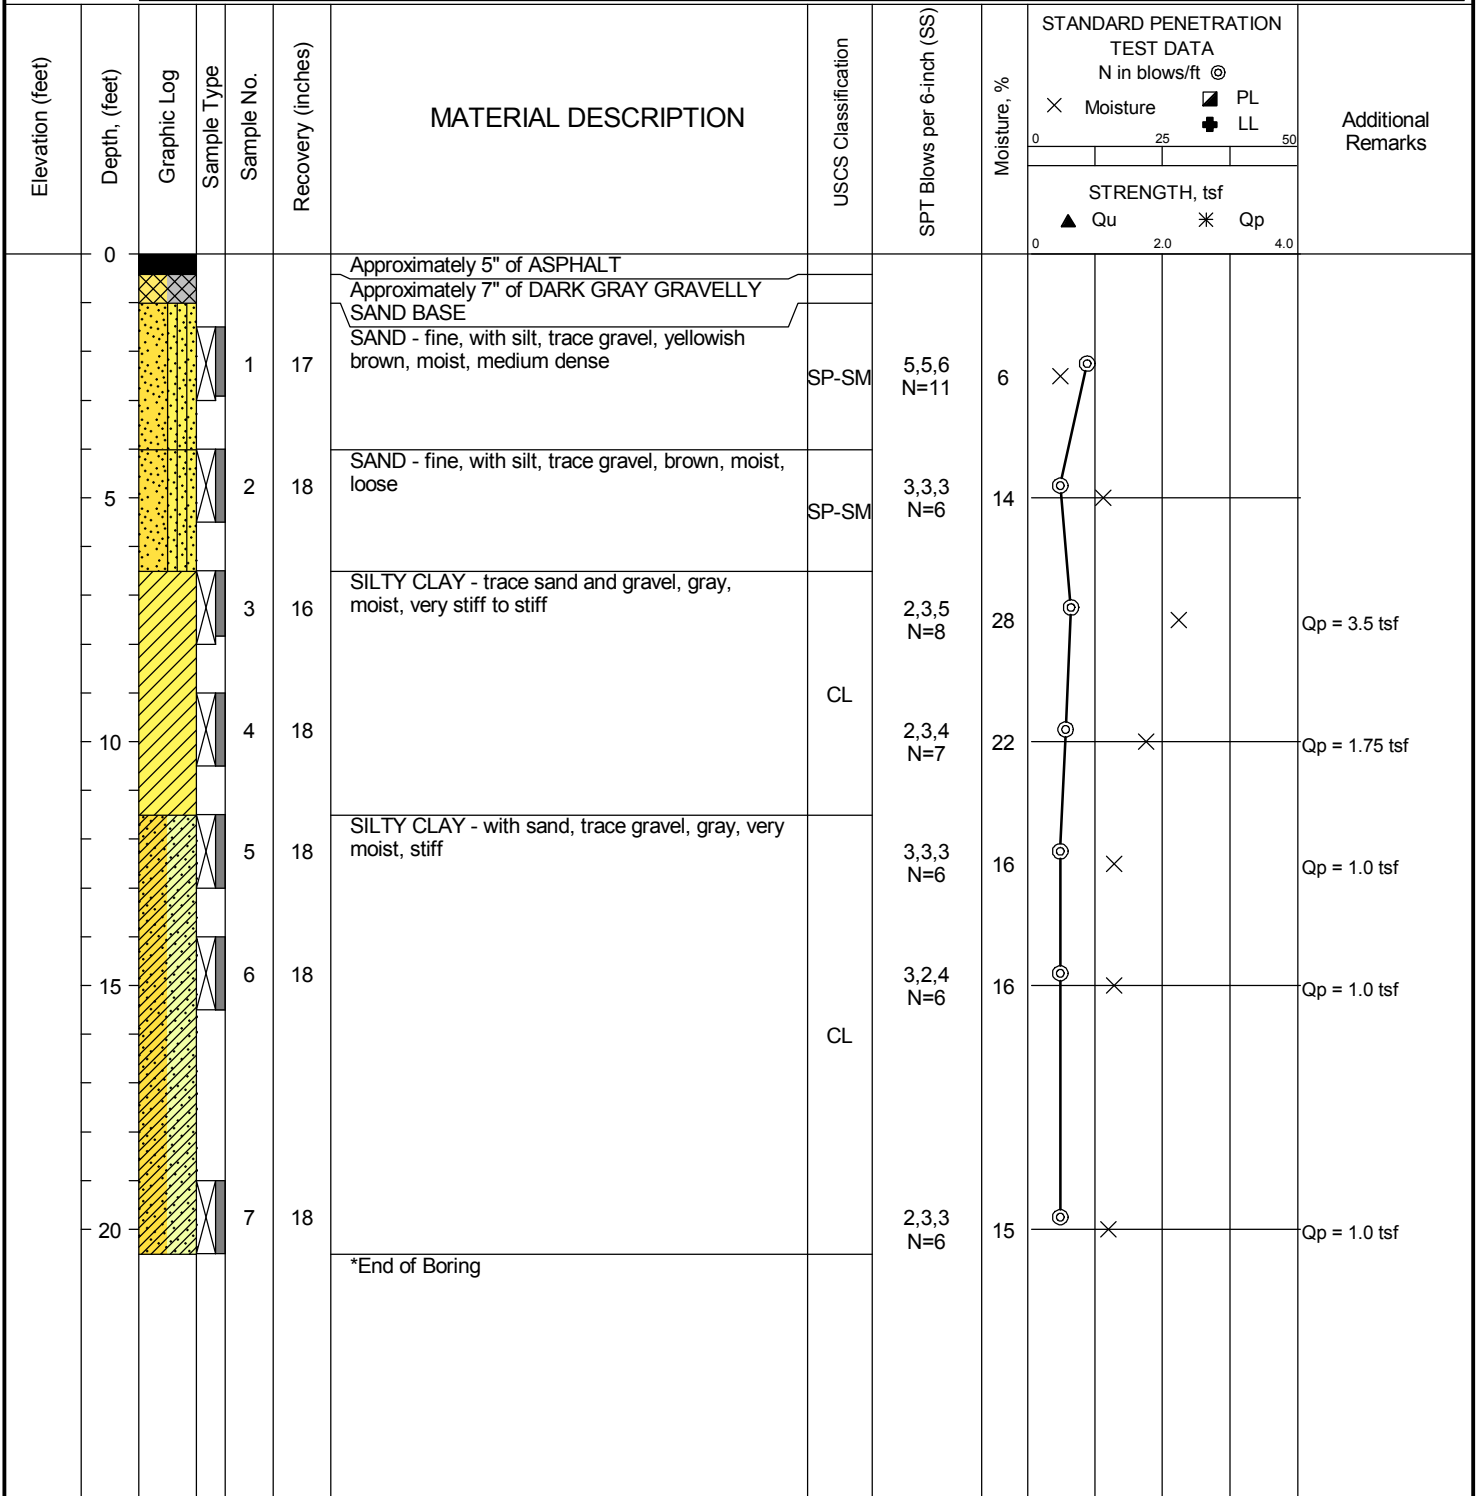 Elevation (feet)
Depth, (feet)
Graphic Log
Sample Type
Sample No.
Recovery (inches)
MATERIAL DESCRIPTION
USCS Classification
SPT Blows per 6-inch (SS)
Moisture, %
STANDARD PENETRATION
TEST DATA
N in blows/ft
Moisture
PL
LL
0 25 50
STRENGTH, tsf
Qu Qp
0 2.0 4.0
Additional
Remarks
0
Approximately 5" of ASPHALT
Approximately 7" of DARK GRAY GRAVELLY
SAND BASE
SAND - fine, with silt, trace gravel, yellowish
brown, moist, medium dense
1 17
SP-SM
5,5,6
N=11
6
SAND - fine, with silt, trace gravel, brown, moist,
loose
5
2 18
SP-SM
3,3,3
N=6
14
SILTY CLAY - trace sand and gravel, gray,
moist, very stiff to stiff
3 16
2,3,5
N=8
28
Qp = 3.5 tsf
CL
10
4 18
2,3,4
N=7
22
Qp = 1.75 tsf
SILTY CLAY - with sand, trace gravel, gray, very
moist, stiff
5 18
3,3,3
N=6
16
Qp = 1.0 tsf
15
6 18
3,2,4
N=6
16
Qp = 1.0 tsf
CL
20
7 18
2,3,3
N=6
15
Qp = 1.0 tsf
*End of Boring